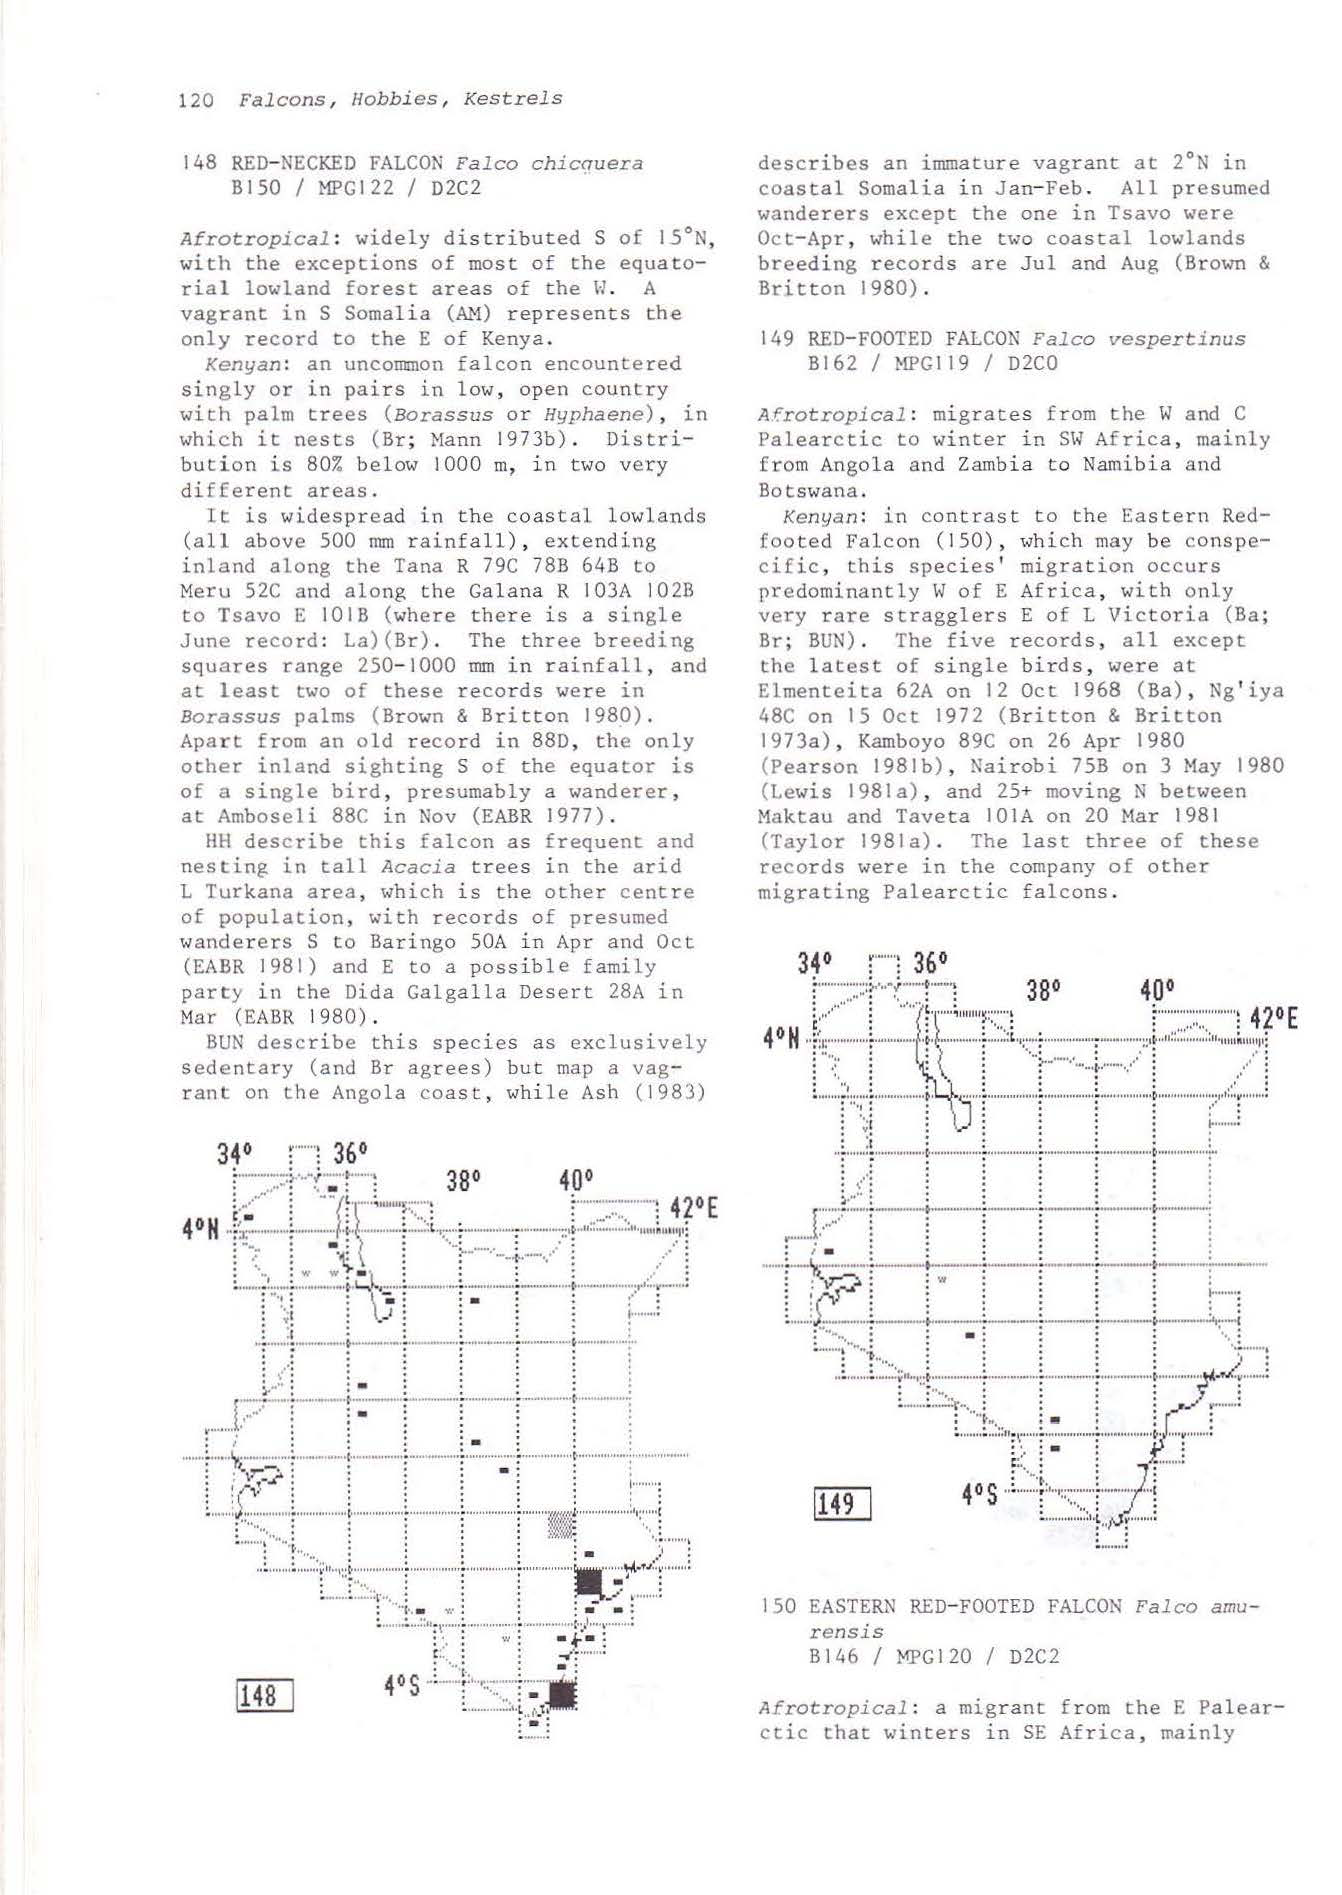 120 Falcons, Hobbies, Kestrels
148 RED-NECKED FALCON Falco chicquera
B150 / MPG122 / D2C2
Afrotropical: widely distributed S of 15°N,
with the exceptions of most of the equato-
rial lowland forest areas of the W. A
vagrant in S Somalia (AM) represents the
only record to the E of Kenya.
Kenyan: an uncommon falcon encountered
singly or in pairs in low, open country
with palm trees (Borassus or Hyphaene), in
which it nests (Br; Mann 1973b). Distri-
bution is 80% below 1000 m, in two very
different areas.
It is widespread in the coastal lowlands
(all above 500 mm rainfall), extending
inland along the Tana R 79C 78B 64B to
Meru 52C and along the Galana R 103A 102B
to Tsavo E 101B (where there is a single
June record: La)(Br). The three breeding
squares range 250-1000 mm in rainfall, and
at least two of these records were in
Borassus palms (Brown & Britton 1980).
Apart from an old record in 88D, the only
other inland sighting S of the equator is
of a single bird, presumably a wanderer,
at Amboseli 88C in Nov (EABR 1977).
HH describe this falcon as frequent and
nesting in tall Acacia trees in the arid
L Turkana area, which is the other centre
of population, with records of presumed
wanderers S to Baringo 50A in Apr and Oct
(EABR 1981) and E to a possible family
party in the Dida Galgalla Desert 28A in
Mar (EABR 1980).
BUN describe this species as exclusively
sedentary (and Br agrees) but map a vag-
rant on the Angola coast, while Ash (1983)
34° 36°
38° 40°
42°E
4°N
w w
w
w
4°S
148
describes an immature vagrant at 2°N in
coastal Somalia in Jan-Feb. All presumed
wanderers except the one in Tsavo were
Oct-Apr, while the two coastal lowlands
breeding records are Jul and Aug (Brown &
Britton 1980).
149 RED-FOOTED FALCON Falco vespertinus
B162 / MPG119 / D2C0
Afrotropical: migrates from the W and C
Palearctic to winter in SW Africa, mainly
from Angola and Zambia to Namibia and
Botswana.
Kenyan: in contrast to the Eastern Red-
footed Falcon (150), which may be conspe-
cific, this species' migration occurs
predominantly W of E Africa, with only
very rare stragglers E of L Victoria (Ba;
Br; BUN). The five records, all except
the latest of single birds, were at
Elmenteita 62A on 12 Oct 1968 (Ba), Ng'iya
48C on 15 Oct 1972 (Britton & Britton
1973a), Kamboyo 89C on 26 Apr 1980
(Pearson 1981b), Nairobi 75B on 3 May 1980
(Lewis 1981a), and 25+ moving N between
Maktau and Taveta 101A on 20 Mar 1981
(Taylor 1981a). The last three of these
records were in the company of other
migrating Palearctic falcons.
34° 36°
38° 40°
42°E
4°N
w
4°S
149
150 EASTERN RED-FOOTED FALCON Falco amu-
rensis
B146 / MPG120 / D2C2
Afrotropical: a migrant from the E Palear-
ctic that winters in SE Africa, mainly